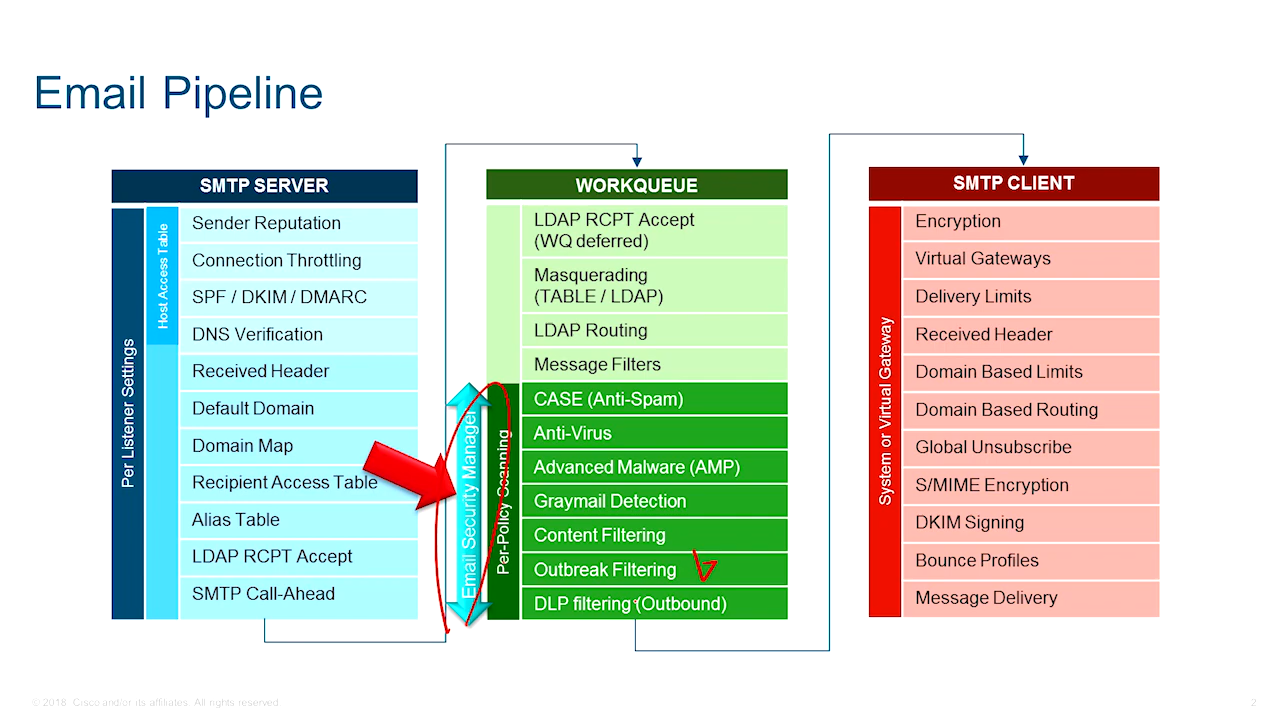 Email Pipeline
SMTP SERVER
Per Listener Settings
Host Access Table
Sender Reputation
Connection Throttling
SPF / DKIM / DMARC
DNS Verification
Received Header
Default Domain
Domain Map
Recipient Access Table
Alias Table
LDAP RCPT Accept
SMTP Call-Ahead
WORKQUEUE
LDAP RCPT Accept
(WQ deferred)
Masquerading
(TABLE / LDAP)
LDAP Routing
Message Filters
Email Security Manager
Per-Policy Scanning
CASE (Anti-Spam)
Anti-Virus
Advanced Malware (AMP)
Graymail Detection
Content Filtering
Outbreak Filtering
DLP filtering (Outbound)
SMTP CLIENT
System or Virtual Gateway
Encryption
Virtual Gateways
Delivery Limits
Received Header
Domain Based Limits
Domain Based Routing
Global Unsubscribe
S/MIME Encryption
DKIM Signing
Bounce Profiles
Message Delivery
© 2018 Cisco and/or its affiliates. All rights reserved.
2